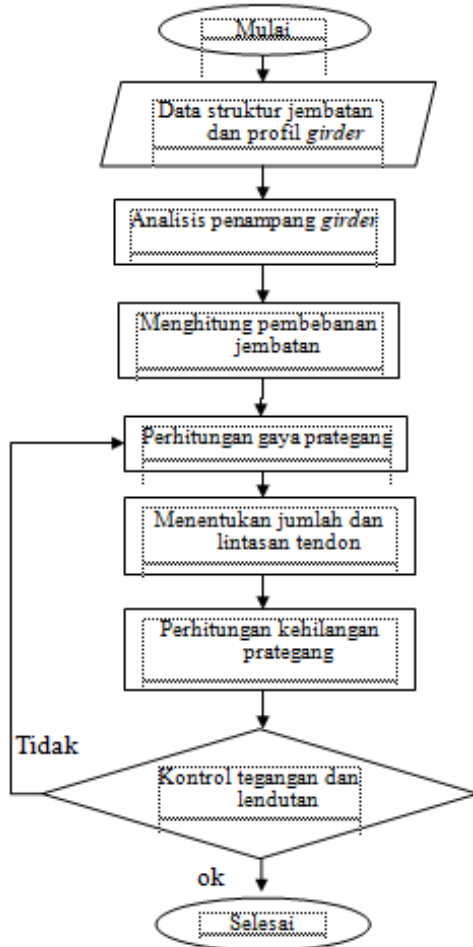 Mulai
Data struktur jembatan
dan profil girder
Analisis penampang girder
Menghitung pembebanan
jembatan
Perhitungan gaya prategang
Menentukan jumlah dan
lintasan tendon
Perhitungan kehilangan
prategang
Tidak
Kontrol tegangan dan
lendutan
ok
Selesai